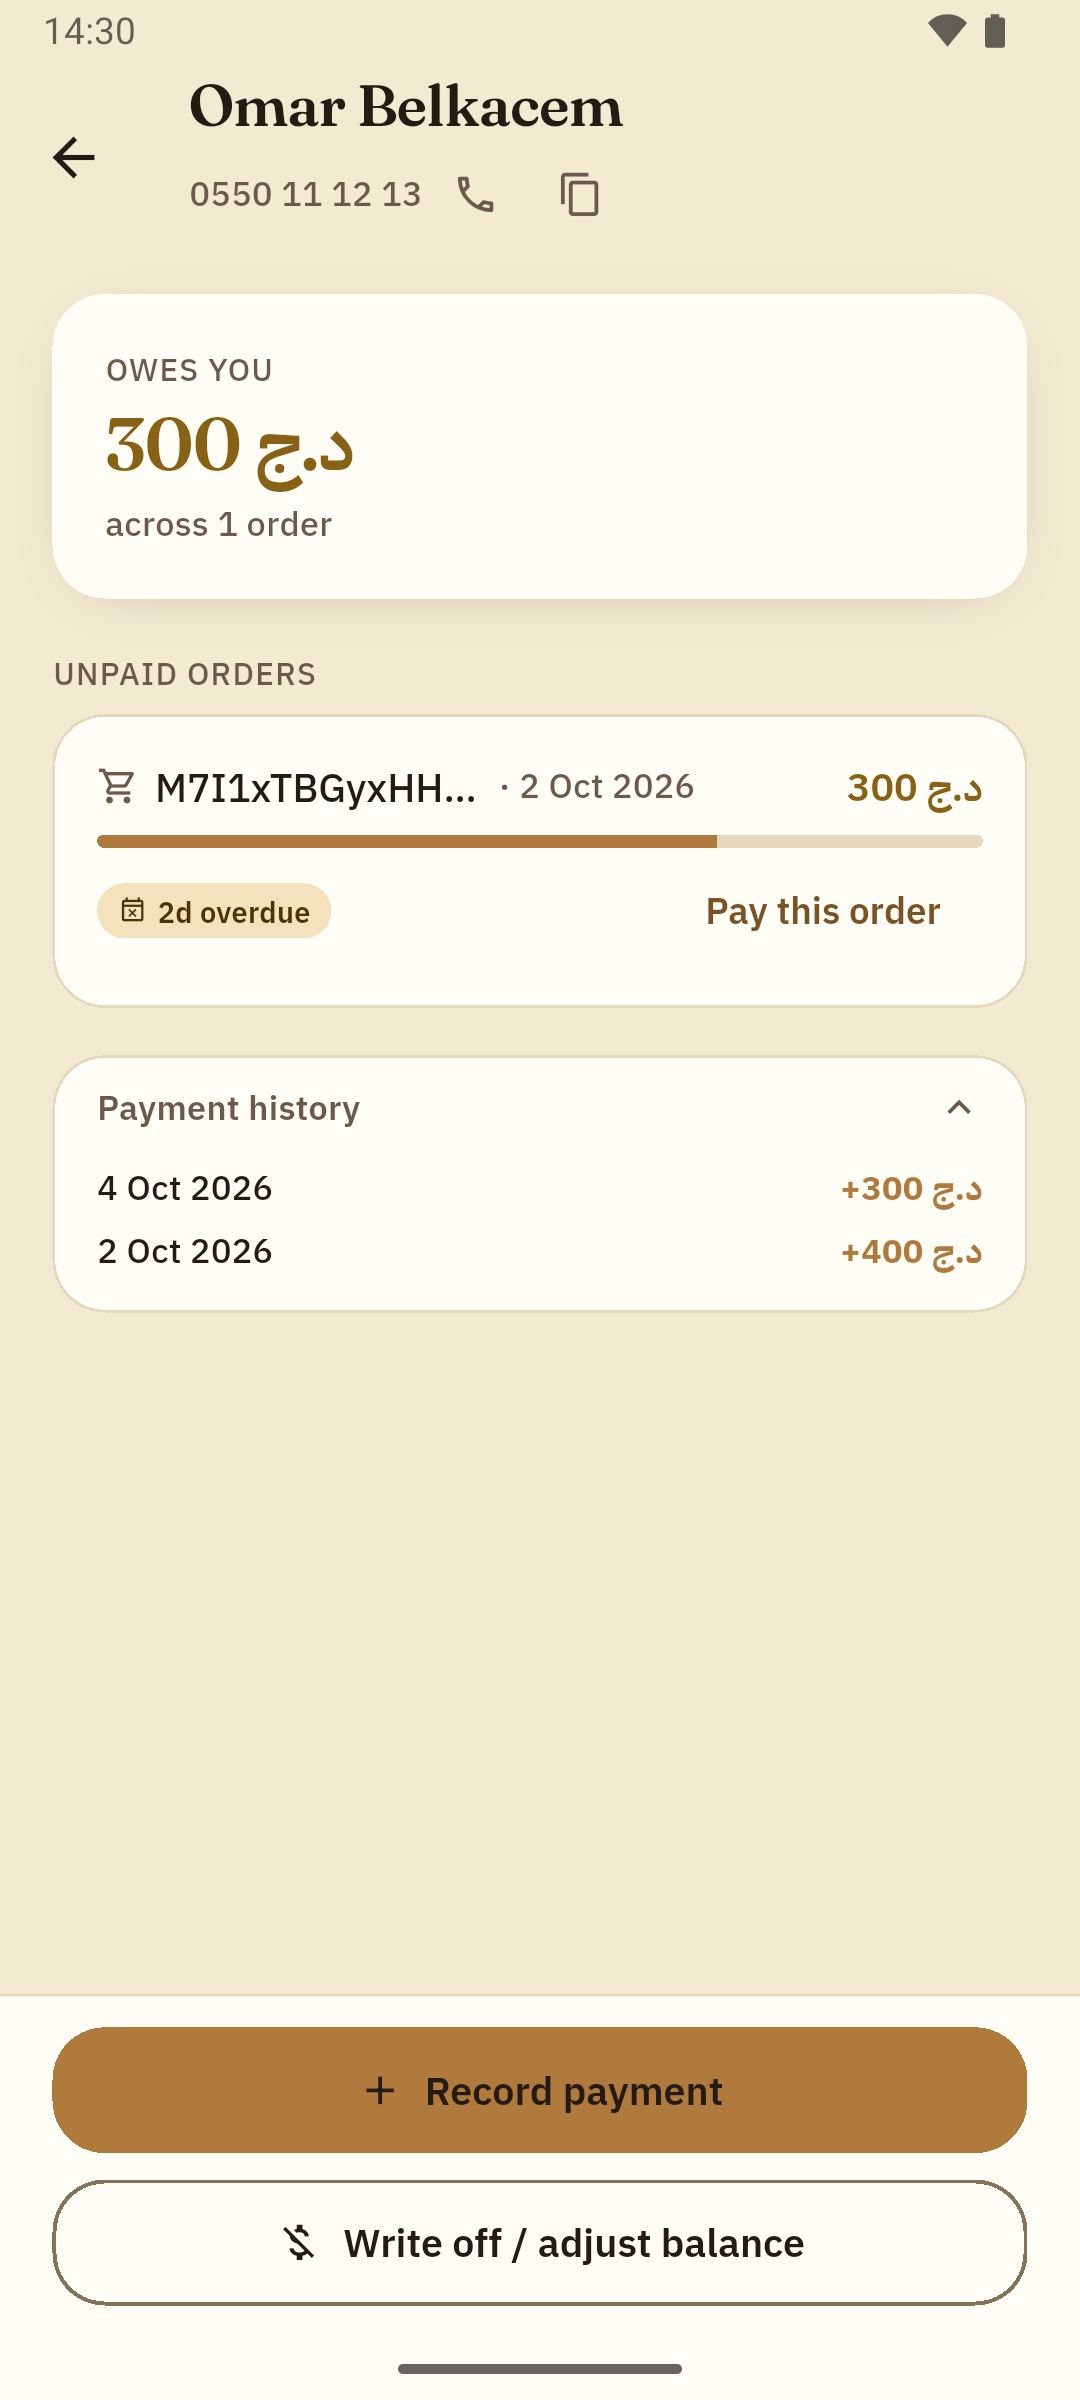 14:30
Omar Belkacem
0550 11 12 13
OWES YOU
300 د.ج
across 1 order
UNPAID ORDERS
M7I1xTBGyxHH... · 2 Oct 2026 300 د.ج
2d overdue Pay this order
Payment history
4 Oct 2026 +300 د.ج
2 Oct 2026 +400 د.ج
Record payment
Write off / adjust balance